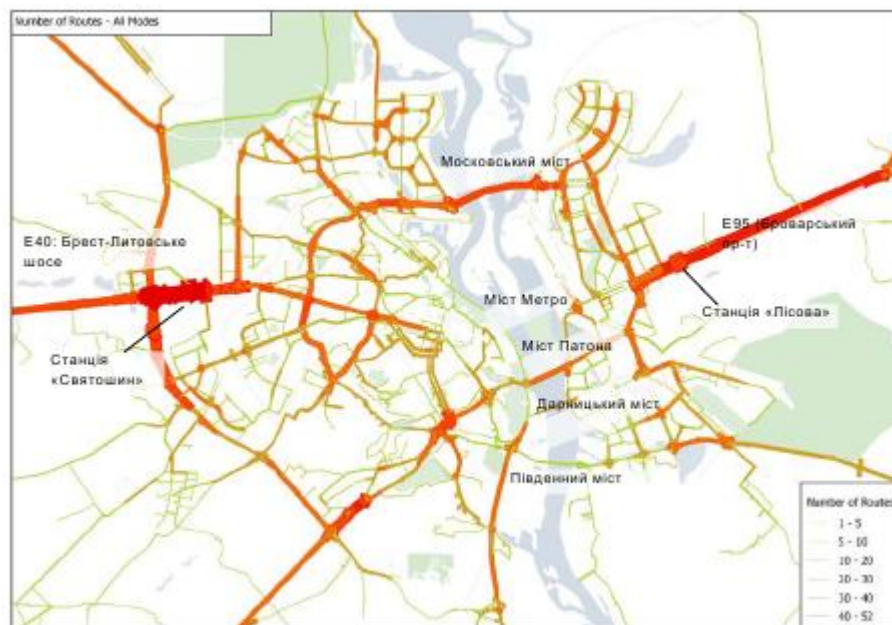 Number of Routes - All Modes
Московський міст
E95 (Броварський
пр-т)
E40: Брест-Литовське
шосе
Міст Метро
Станція «Лісова»
Міст Патона
Станція
«Святошин»
Дарницький міст
Південний міст
Number of Routes
1 - 5
5 - 10
10 - 20
20 - 30
30 - 40
40 - 52